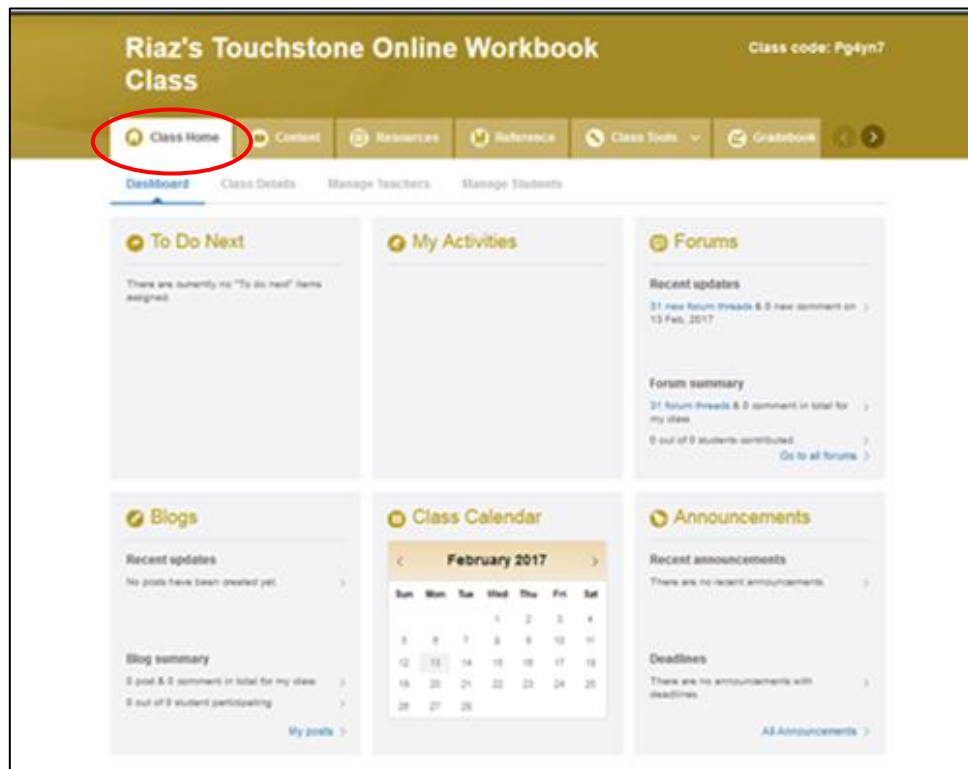 Riaz's Touchstone Online Workbook
Class
Class code: Pg4yn7
Class Home
Content
Resources
Reference
Class Tools
Gradebook
Dashboard
Class Details
Manage Teachers
Manage Students
To Do Next
There are currently no "To do next" items
assigned.
My Activities
Forums
Recent updates
31 new forum threads & 0 new comment on
13 Feb, 2017
Forum summary
31 forum threads & 0 comment in total for
my class
0 out of 0 students contributed.
Go to all forums
Blogs
Recent updates
No posts have been created yet.
Blog summary
0 post & 0 comment in total for my class
0 out of 0 student participating
My posts
Class Calendar
February 2017
Sun Mon Tue Wed Thu Fri Sat
1 2 3 4
5 6 7 8 9 10 11
12 13 14 15 16 17 18
19 20 21 22 23 24 25
26 27 28
Announcements
Recent announcements
There are no recent announcements.
Deadlines
There are no announcements with
deadlines.
All Announcements